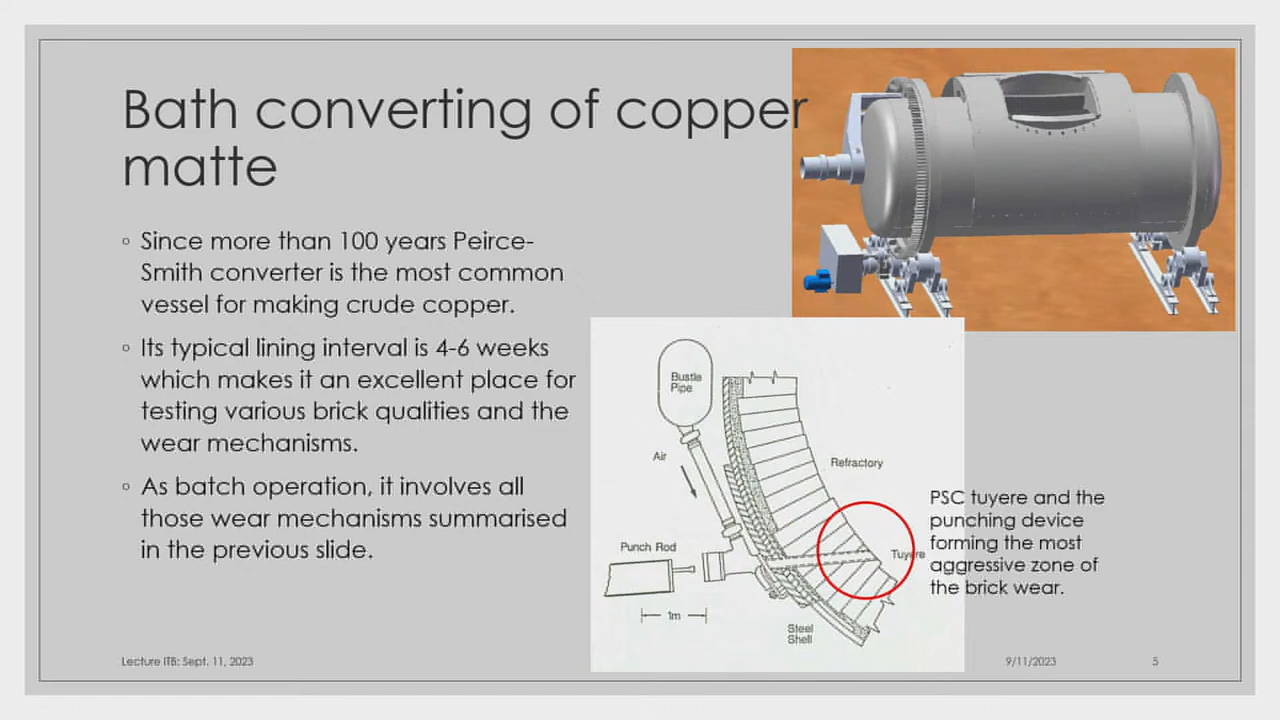 Bath converting of copper
matte
◦ Since more than 100 years Peirce-
Smith converter is the most common
vessel for making crude copper.
◦ Its typical lining interval is 4-6 weeks
which makes it an excellent place for
testing various brick qualities and the
wear mechanisms.
◦ As batch operation, it involves all
those wear mechanisms summarised
in the previous slide.
Bustle
Pipe
Air
Refractory
Punch Rod
Tuyere
1m
Steel
Shell
PSC tuyere and the
punching device
forming the most
aggressive zone of
the brick wear.
Lecture ITB: Sept. 11, 2023
9/11/2023
5